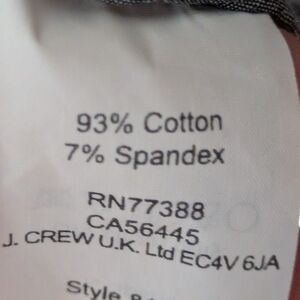 93% Cotton
7% Spandex
RN77388
CA56445
J. CREW U.K. Ltd EC4V 6JA
Style